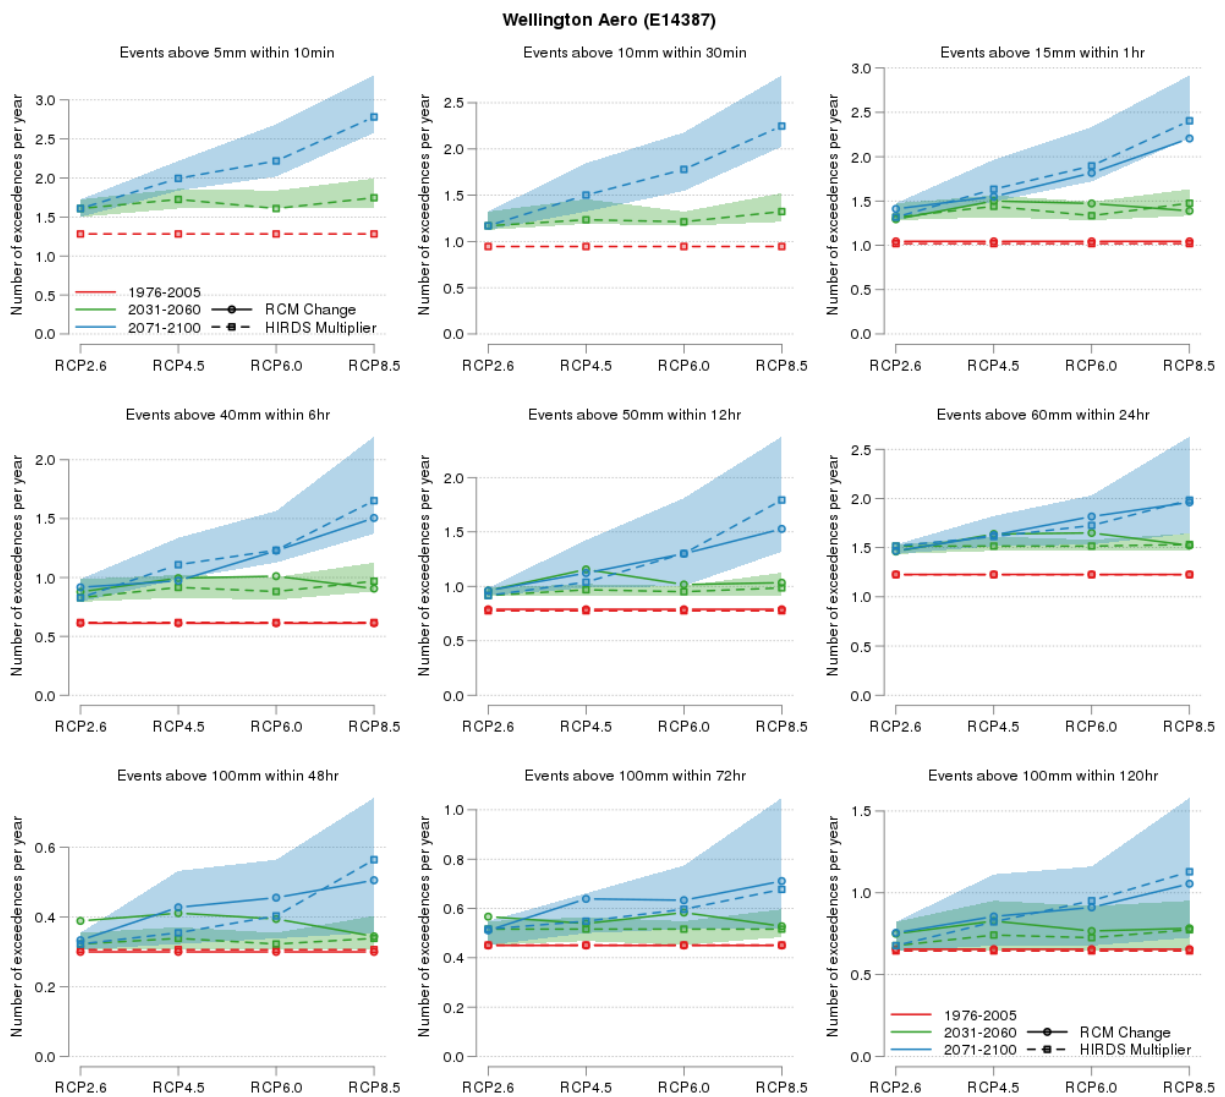 Wellington Aero (E14387)
Events above 5mm within 10min
Number of exceedences per year
3.0
2.5
2.0
1.5
1.0
0.5
0.0
1976-2005
2031-2060
2071-2100
RCM Change
HIRDS Multiplier
RCP2.6 RCP4.5 RCP6.0 RCP8.5
Events above 10mm within 30min
Number of exceedences per year
2.5
2.0
1.5
1.0
0.5
0.0
RCP2.6 RCP4.5 RCP6.0 RCP8.5
Events above 15mm within 1hr
Number of exceedences per year
3.0
2.5
2.0
1.5
1.0
0.5
0.0
RCP2.6 RCP4.5 RCP6.0 RCP8.5
Events above 40mm within 6hr
Number of exceedences per year
2.0
1.5
1.0
0.5
0.0
RCP2.6 RCP4.5 RCP6.0 RCP8.5
Events above 50mm within 12hr
Number of exceedences per year
2.0
1.5
1.0
0.5
0.0
RCP2.6 RCP4.5 RCP6.0 RCP8.5
Events above 60mm within 24hr
Number of exceedences per year
2.5
2.0
1.5
1.0
0.5
0.0
RCP2.6 RCP4.5 RCP6.0 RCP8.5
Events above 100mm within 48hr
Number of exceedences per year
0.6
0.4
0.2
0.0
RCP2.6 RCP4.5 RCP6.0 RCP8.5
Events above 100mm within 72hr
Number of exceedences per year
1.0
0.8
0.6
0.4
0.2
0.0
RCP2.6 RCP4.5 RCP6.0 RCP8.5
Events above 100mm within 120hr
Number of exceedences per year
1.5
1.0
0.5
0.0
1976-2005
2031-2060
2071-2100
RCM Change
HIRDS Multiplier
RCP2.6 RCP4.5 RCP6.0 RCP8.5